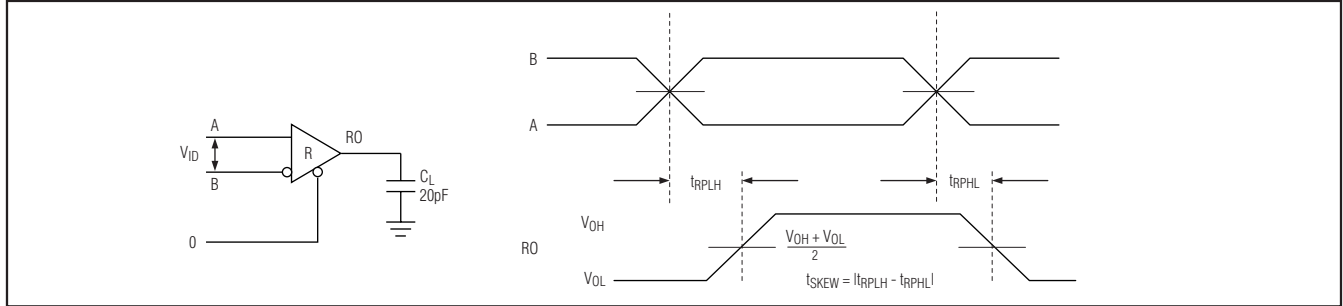 A
VID
B
R
RO
CL
20pF
0
B
A
tRPLH
tRPHL
RO
VOH
VOL
VOH + VOL
2
tSKEW = |tRPLH - tRPHL|